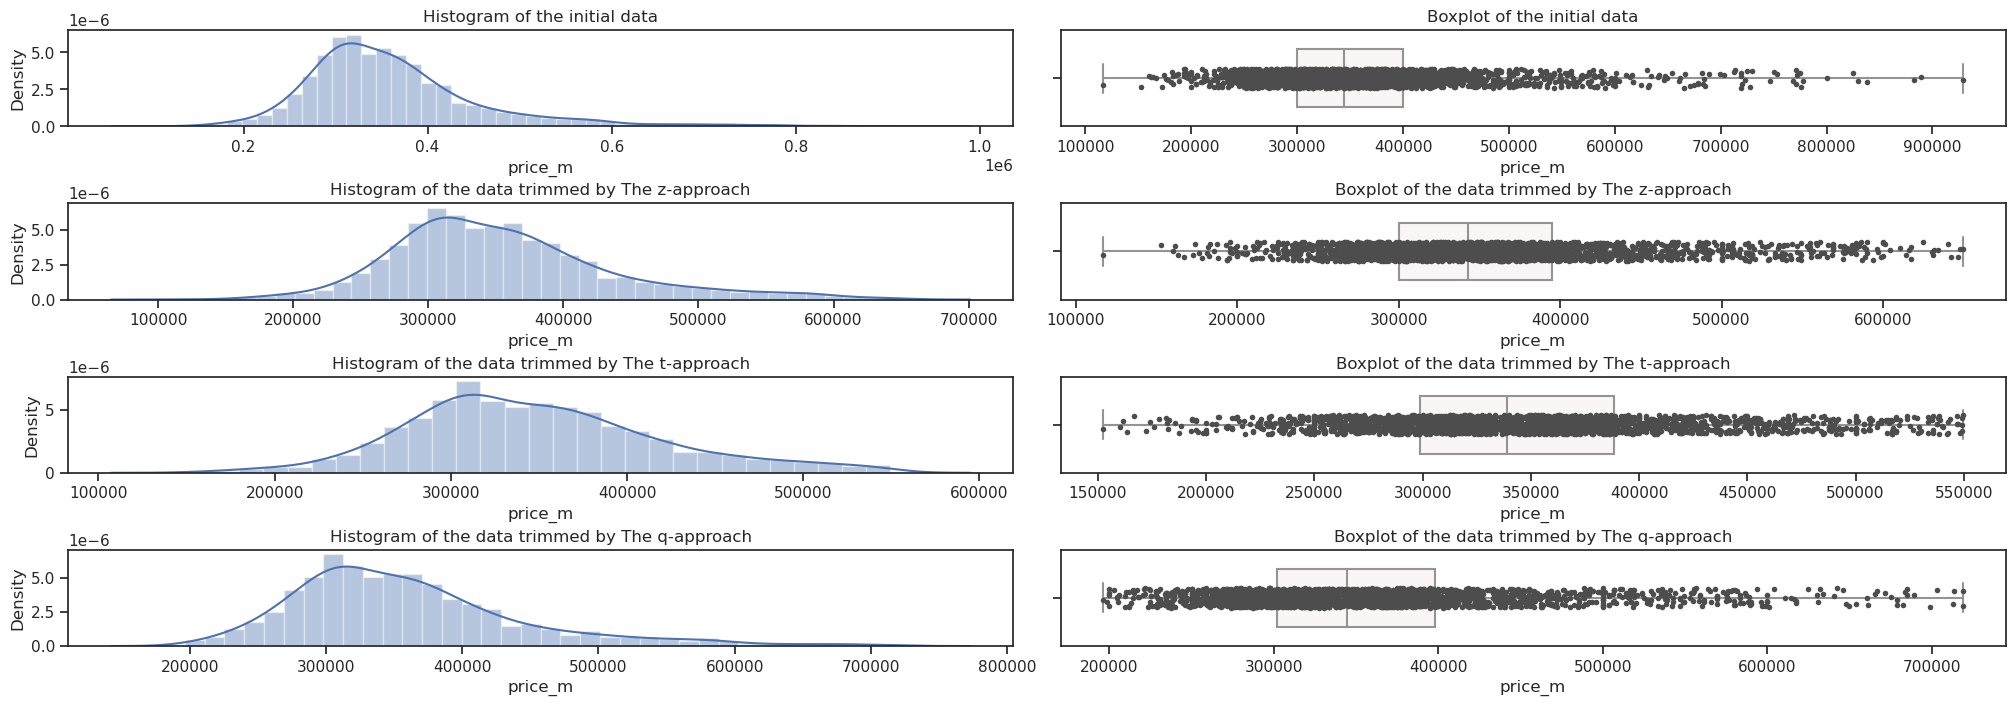 Histogram of the initial data
1e−6
Density
5.0
2.5
0.0
0.2 0.4 0.6 0.8 1.0
1e6
price_m
Boxplot of the initial data
100000 200000 300000 400000 500000 600000 700000 800000 900000
price_m
Histogram of the data trimmed by The z-approach
1e−6
Density
5.0
2.5
0.0
100000 200000 300000 400000 500000 600000 700000
price_m
Boxplot of the data trimmed by The z-approach
100000 200000 300000 400000 500000 600000
price_m
Histogram of the data trimmed by The t-approach
1e−6
Density
5
0
100000 200000 300000 400000 500000 600000
price_m
Boxplot of the data trimmed by The t-approach
150000 200000 250000 300000 350000 400000 450000 500000 550000
price_m
Histogram of the data trimmed by The q-approach
1e−6
Density
5.0
2.5
0.0
200000 300000 400000 500000 600000 700000 800000
price_m
Boxplot of the data trimmed by The q-approach
200000 300000 400000 500000 600000 700000
price_m